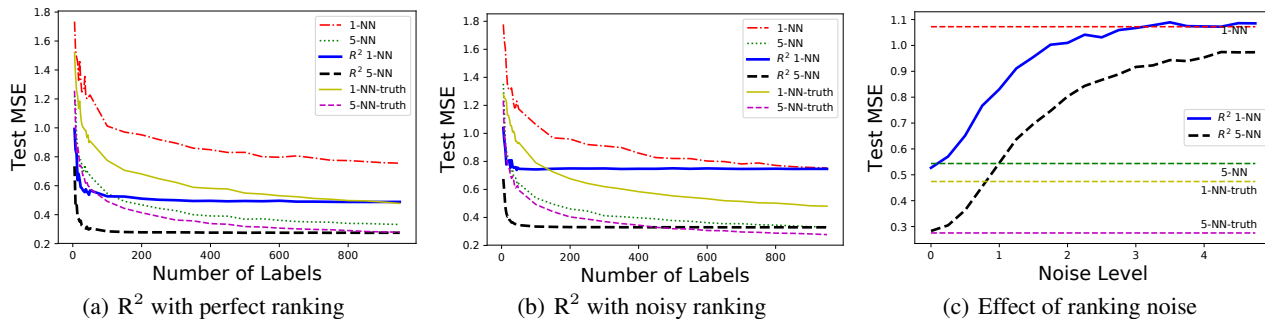 1.8
1.6
1.4
1.2
1.0
0.8
0.6
0.4
0.2
Test MSE
0
200
400
600
800
Number of Labels
1-NN
5-NN
R² 1-NN
R² 5-NN
1-NN-truth
5-NN-truth
(a) R² with perfect ranking
1.8
1.6
1.4
1.2
1.0
0.8
0.6
0.4
0.2
Test MSE
0
200
400
600
800
Number of Labels
1-NN
5-NN
R² 1-NN
R² 5-NN
1-NN-truth
5-NN-truth
(b) R² with noisy ranking
1.1
1.0
0.9
0.8
0.7
0.6
0.5
0.4
0.3
Test MSE
0
1
2
3
4
Noise Level
1-NN
R² 1-NN
R² 5-NN
5-NN
1-NN-truth
5-NN-truth
(c) Effect of ranking noise